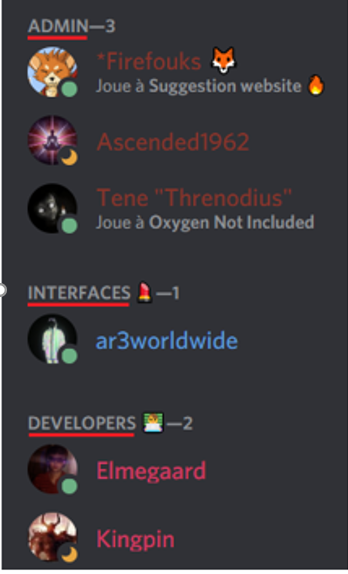 ADMIN—3
*Firefouks 🦊
Joue à Suggestion website 🔥
Ascended1962
Tene "Threnodius"
Joue à Oxygen Not Included
INTERFACES 💄—1
ar3worldwide
DEVELOPERS 👨‍💻—2
Elmegaard
Kingpin